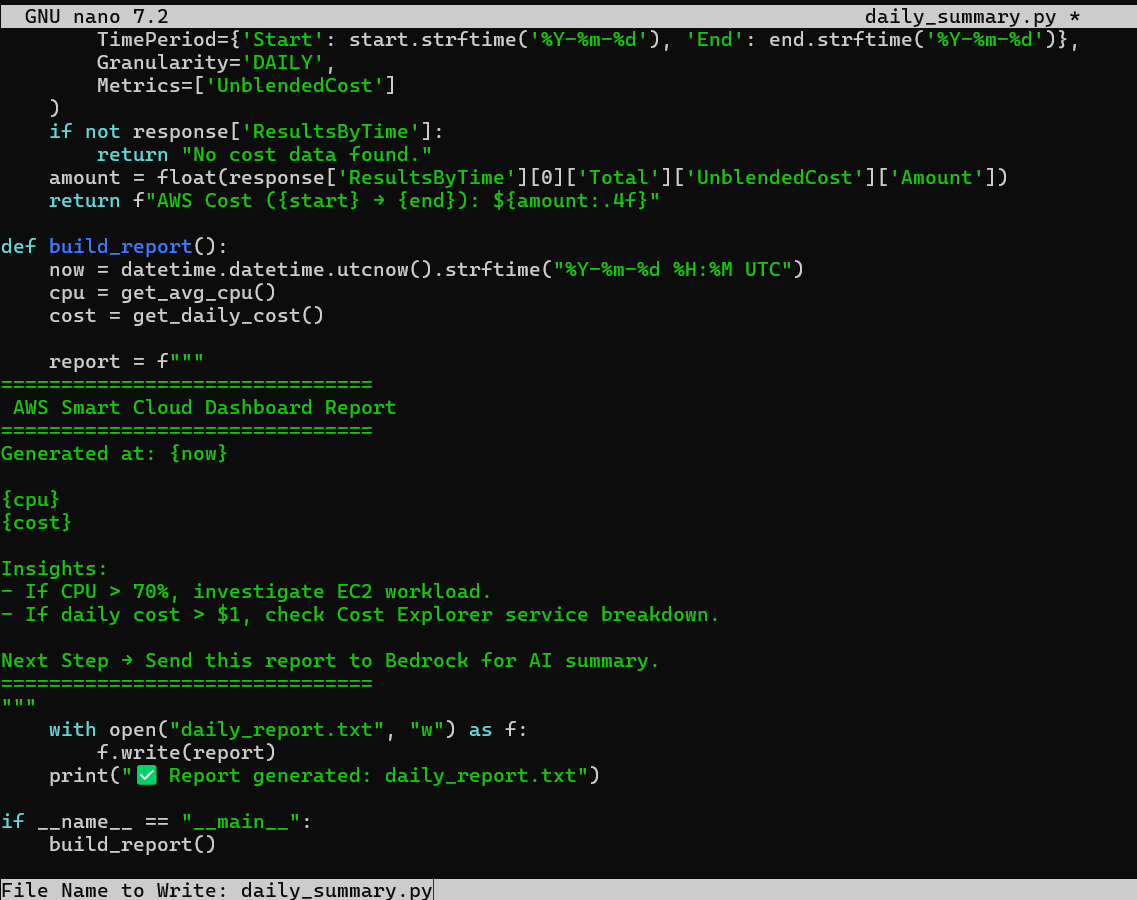 GNU nano 7.2 daily_summary.py *
        TimePeriod={'Start': start.strftime('%Y-%m-%d'), 'End': end.strftime('%Y-%m-%d')},
        Granularity='DAILY',
        Metrics=['UnblendedCost']
    )
    if not response['ResultsByTime']:
        return "No cost data found."
    amount = float(response['ResultsByTime'][0]['Total']['UnblendedCost']['Amount'])
    return f"AWS Cost ({start} → {end}): ${amount:.4f}"

def build_report():
    now = datetime.datetime.utcnow().strftime("%Y-%m-%d %H:%M UTC")
    cpu = get_avg_cpu()
    cost = get_daily_cost()

    report = f"""
===============================
 AWS Smart Cloud Dashboard Report
===============================
Generated at: {now}

{cpu}
{cost}

Insights:
- If CPU > 70%, investigate EC2 workload.
- If daily cost > $1, check Cost Explorer service breakdown.

Next Step → Send this report to Bedrock for AI summary.
===============================
"""
    with open("daily_report.txt", "w") as f:
        f.write(report)
    print("✅ Report generated: daily_report.txt")

if __name__ == "__main__":
    build_report()

File Name to Write: daily_summary.py